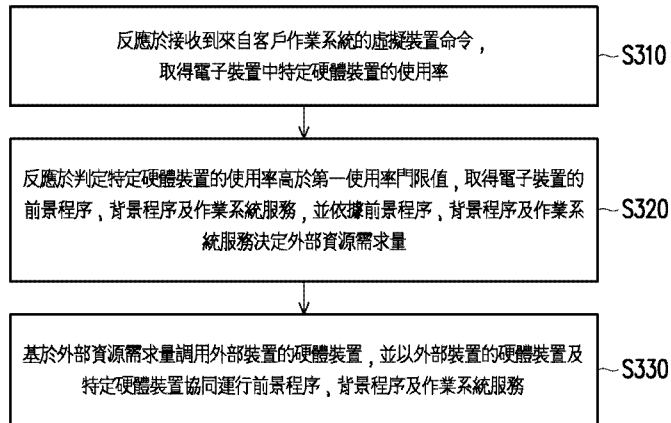 反應於接收到來自客戶作業系統的虛擬裝置命令，
取得電子裝置中特定硬體裝置的使用率
S310
反應於判定特定硬體裝置的使用率高於第一使用率門限值，取得電子裝置的
前景程序、背景程序及作業系統服務，並依據前景程序、背景程序及作業系
統服務決定外部資源需求量
S320
基於外部資源需求量調用外部裝置的硬體裝置，並以外部裝置的硬體裝置及
特定硬體裝置協同運行前景程序、背景程序及作業系統服務
S330